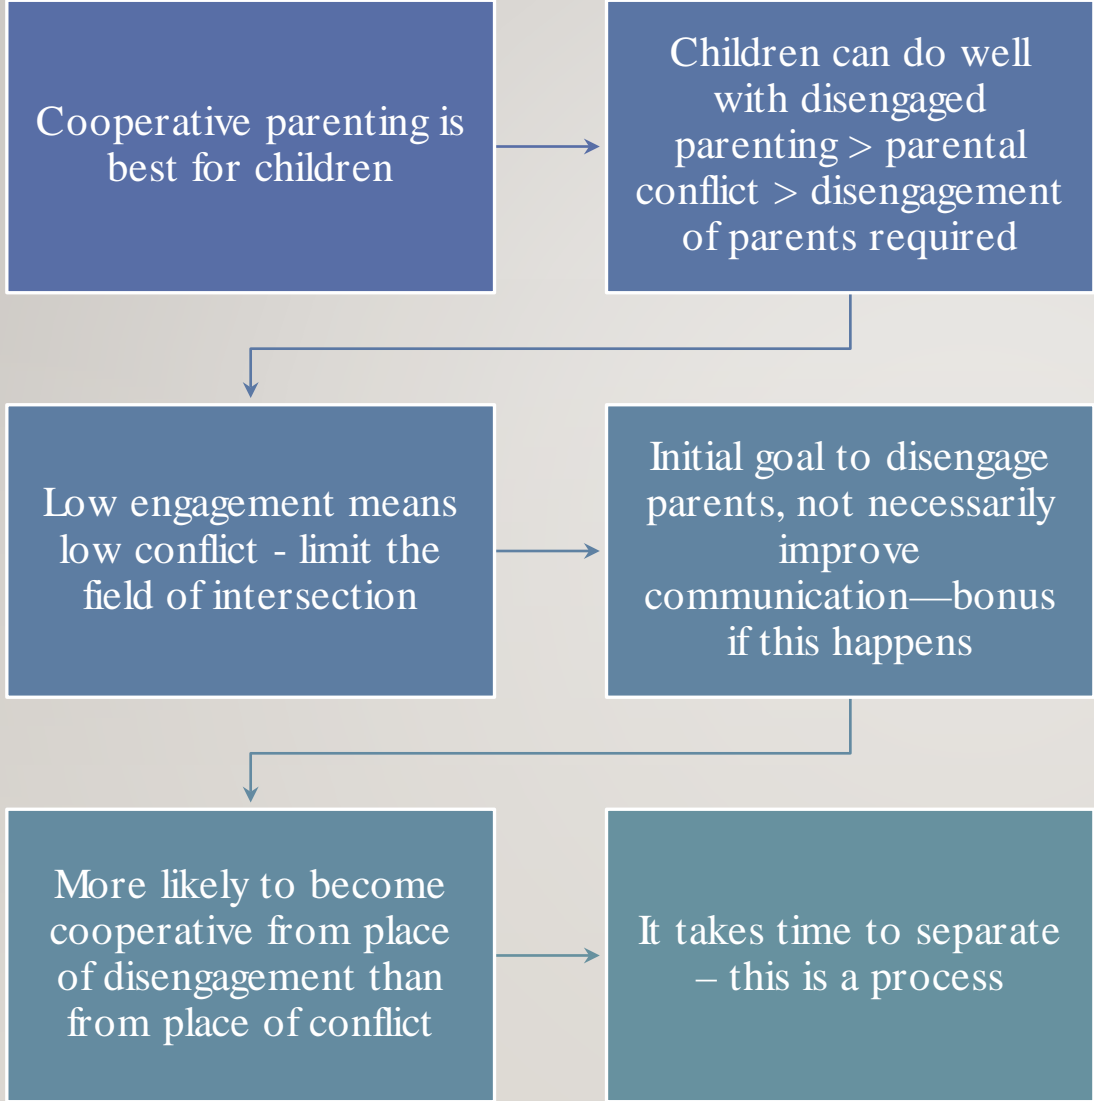 Cooperative parenting is
best for children
Children can do well
with disengaged
parenting > parental
conflict > disengagement
of parents required
Low engagement means
low conflict - limit the
field of intersection
Initial goal to disengage
parents, not necessarily
improve
communication—bonus
if this happens
More likely to become
cooperative from place
of disengagement than
from place of conflict
It takes time to separate
– this is a process